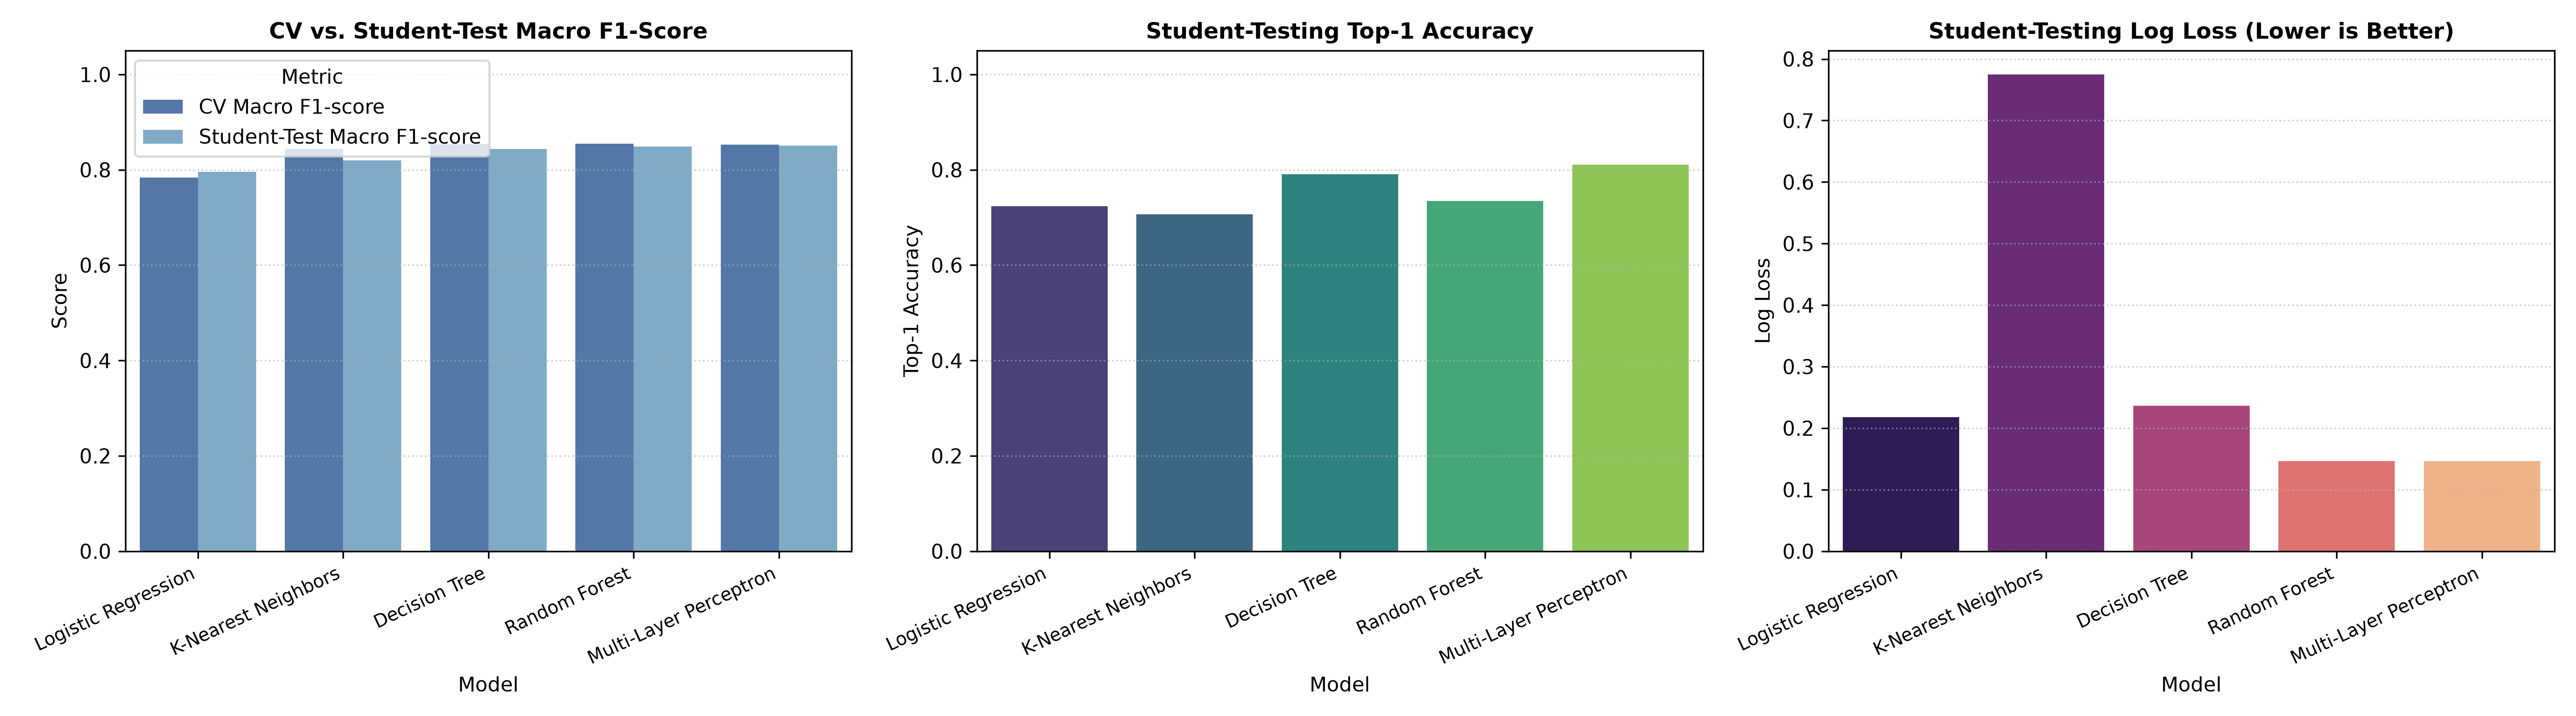 CV vs. Student-Test Macro F1-Score
Metric
CV Macro F1-score
Student-Test Macro F1-score
1.0
0.8
0.6
0.4
0.2
0.0
Score
Logistic Regression
K-Nearest Neighbors
Decision Tree
Random Forest
Multi-Layer Perceptron
Model
Student-Testing Top-1 Accuracy
1.0
0.8
0.6
0.4
0.2
0.0
Top-1 Accuracy
Logistic Regression
K-Nearest Neighbors
Decision Tree
Random Forest
Multi-Layer Perceptron
Model
Student-Testing Log Loss (Lower is Better)
0.8
0.7
0.6
0.5
0.4
0.3
0.2
0.1
0.0
Log Loss
Logistic Regression
K-Nearest Neighbors
Decision Tree
Random Forest
Multi-Layer Perceptron
Model